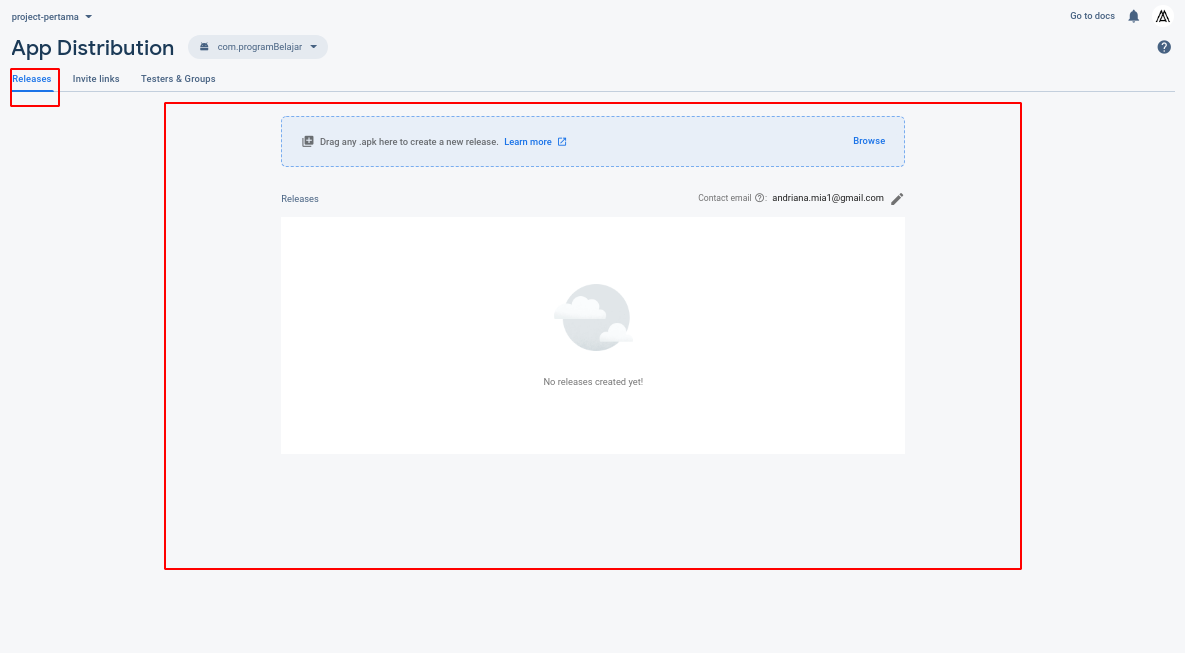 project-pertama
Go to docs
App Distribution
com.programBelajar
Releases
Invite links
Testers & Groups
Drag any .apk here to create a new release. Learn more
Browse
Releases
Contact email : andriana.mia1@gmail.com
No releases created yet!